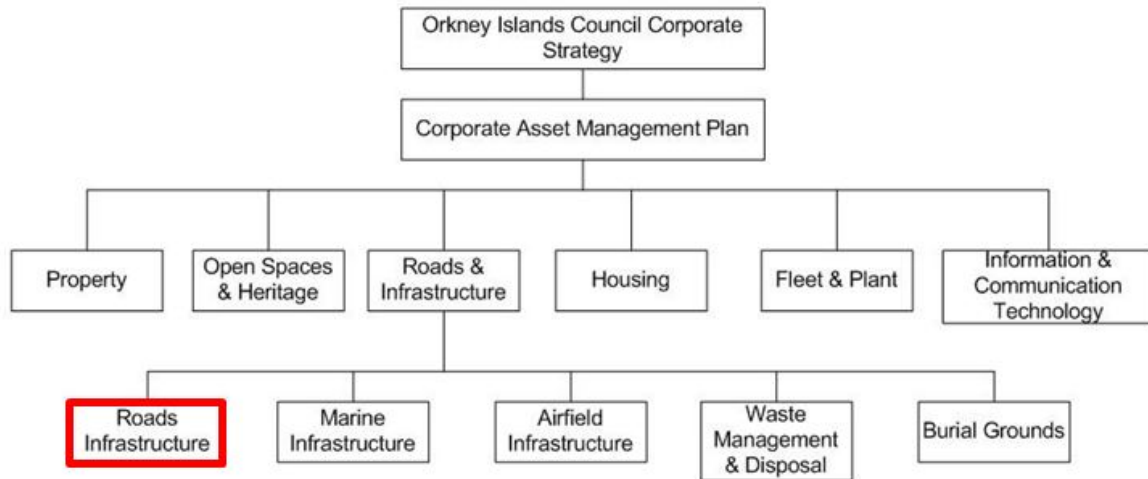 Orkney Islands Council Corporate
Strategy
Corporate Asset Management Plan
Property
Open Spaces
& Heritage
Roads &
Infrastructure
Housing
Fleet & Plant
Information &
Communication
Technology
Roads
Infrastructure
Marine
Infrastructure
Airfield
Infrastructure
Waste
Management
& Disposal
Burial Grounds